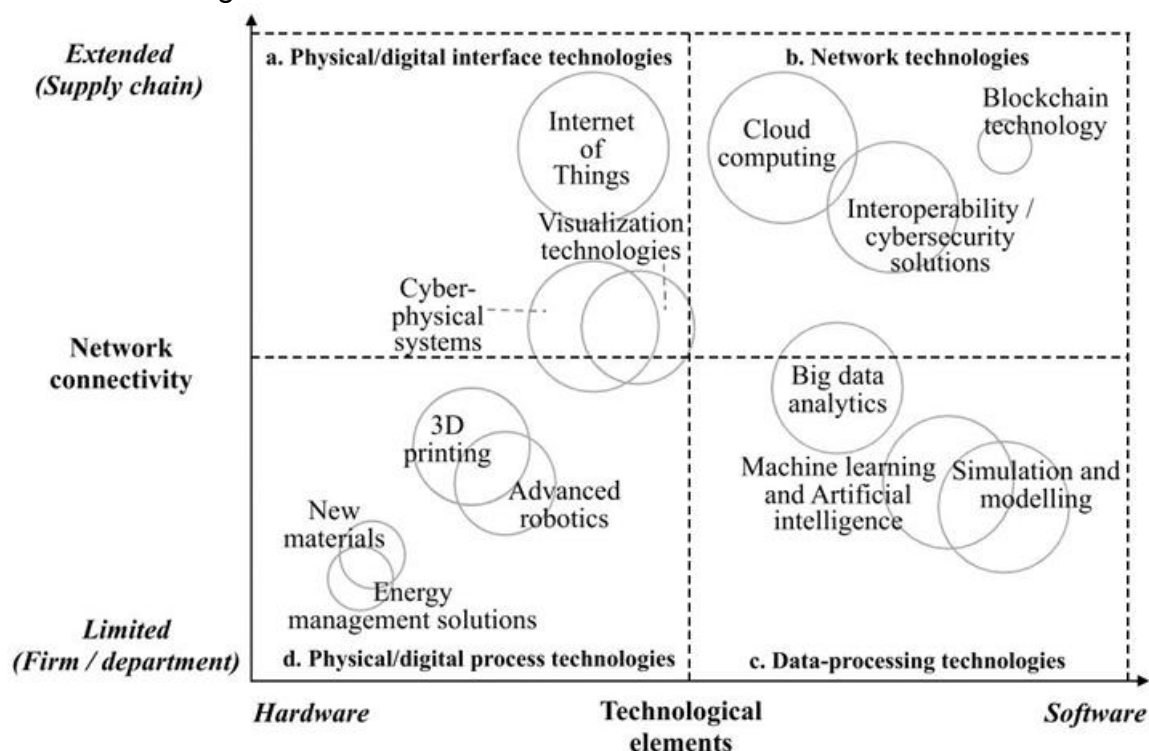 Extended
(Supply chain)
a. Physical/digital interface technologies
b. Network technologies
Internet
of
Things
Cloud
computing
Blockchain
technology
Visualization
technologies
Interoperability /
cybersecurity
solutions
Cyber-
physical
systems
Network
connectivity
Big data
analytics
3D
printing
Advanced
robotics
Machine learning
and Artificial
intelligence
Simulation and
modelling
New
materials
Energy
management solutions
Limited
(Firm / department)
d. Physical/digital process technologies
c. Data-processing technologies
Hardware
Technological
elements
Software